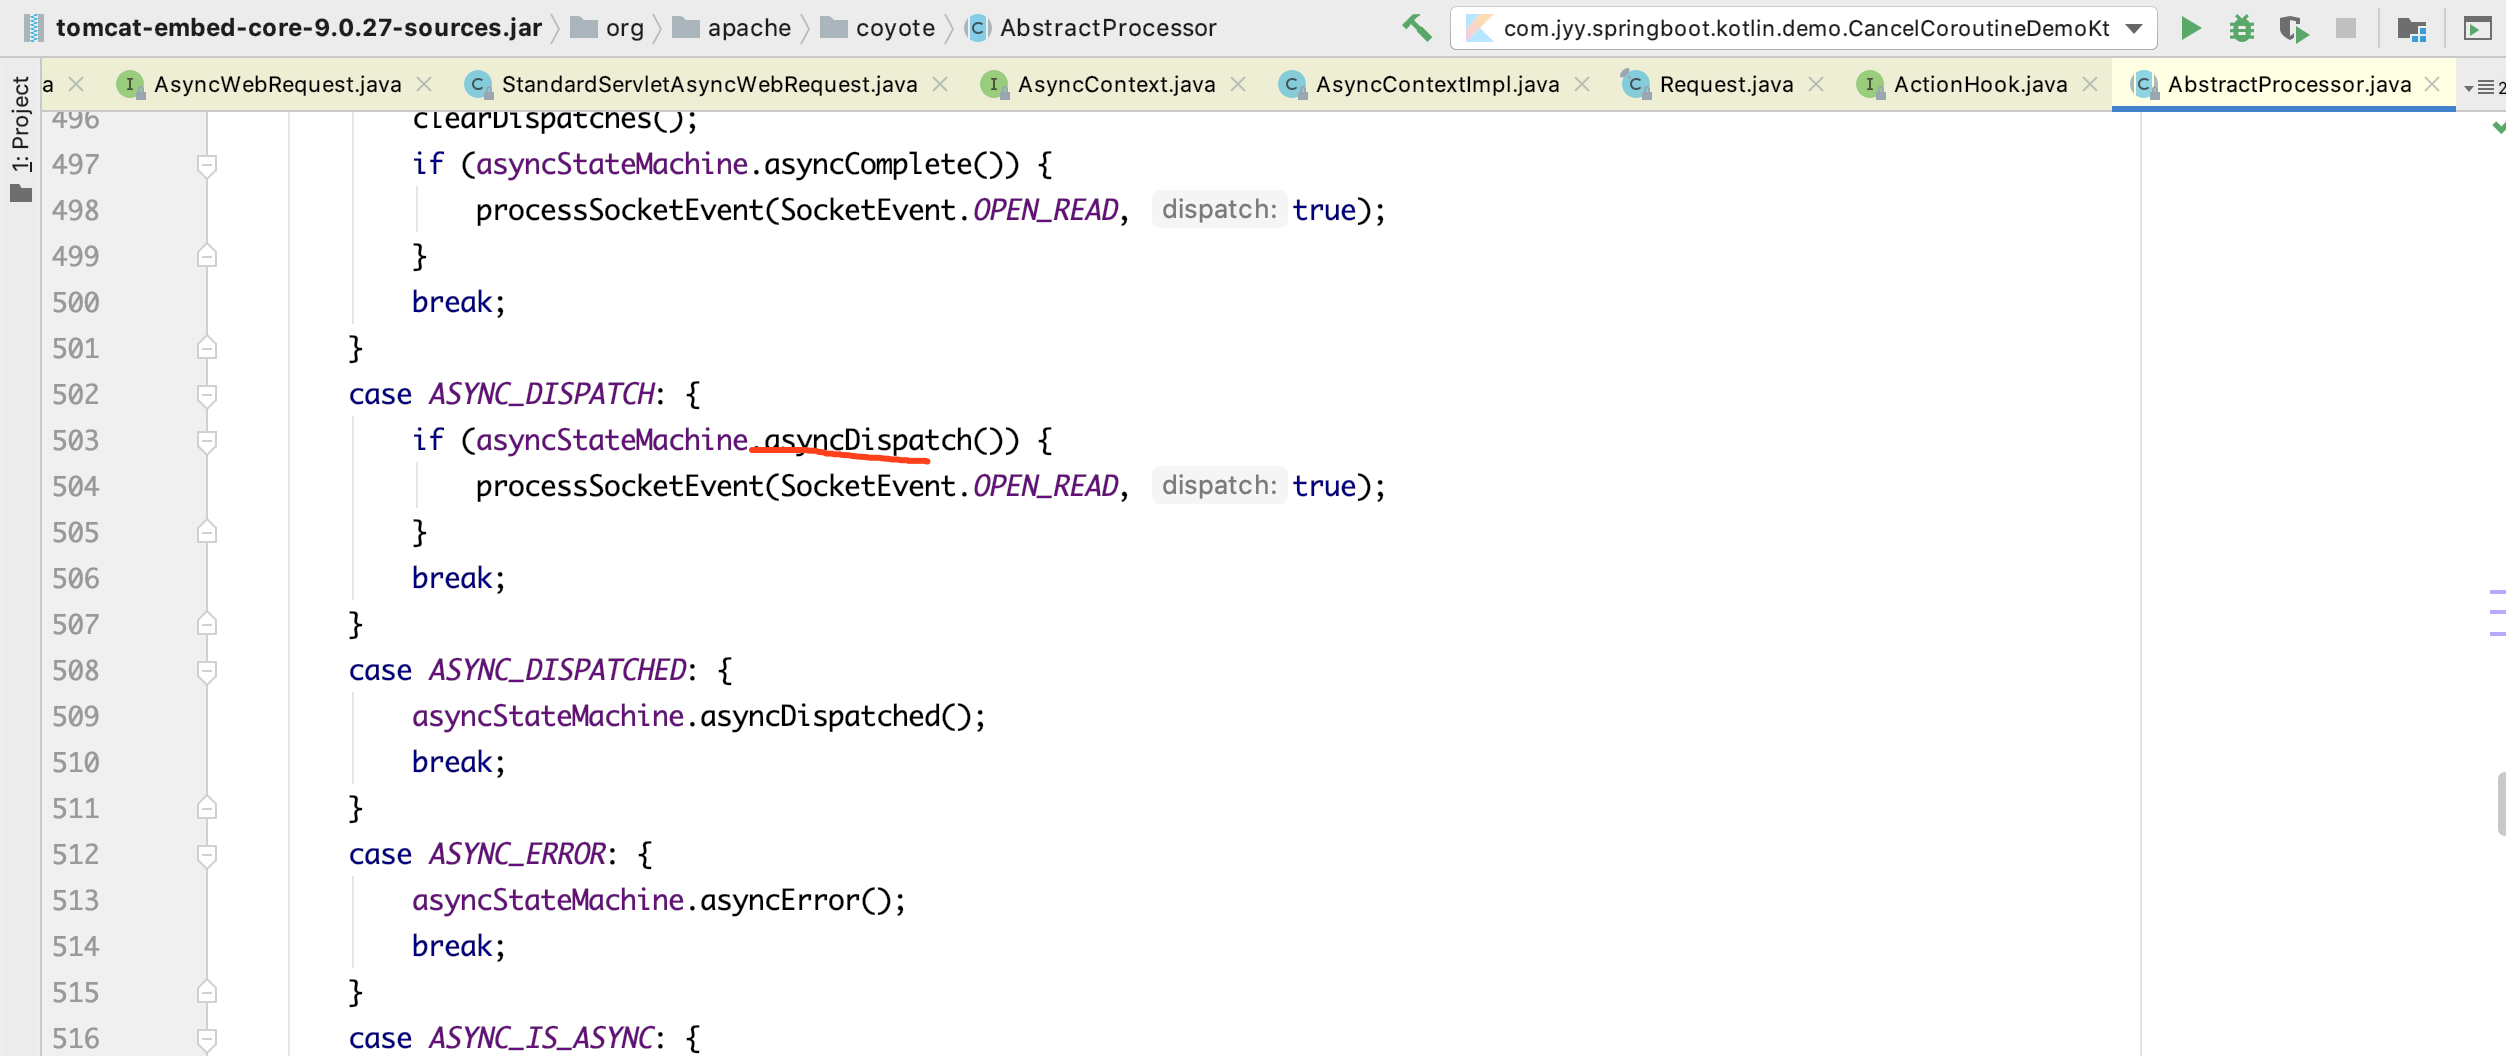 tomcat-embed-core-9.0.27-sources.jar org apache coyote AbstractProcessor com.jyy.springboot.kotlin.demo.CancelCoroutineDemoKt
a AsyncWebRequest.java StandardServletAsyncWebRequest.java AsyncContext.java AsyncContextImpl.java Request.java ActionHook.java AbstractProcessor.java 2
1: Project
496 clearDispatches();
497 if (asyncStateMachine.asyncComplete()) {
498 processSocketEvent(SocketEvent.OPEN_READ, dispatch: true);
499 }
500 break;
501 }
502 case ASYNC_DISPATCH: {
503 if (asyncStateMachine.asyncDispatch()) {
504 processSocketEvent(SocketEvent.OPEN_READ, dispatch: true);
505 }
506 break;
507 }
508 case ASYNC_DISPATCHED: {
509 asyncStateMachine.asyncDispatched();
510 break;
511 }
512 case ASYNC_ERROR: {
513 asyncStateMachine.asyncError();
514 break;
515 }
516 case ASYNC_IS_ASYNC: {